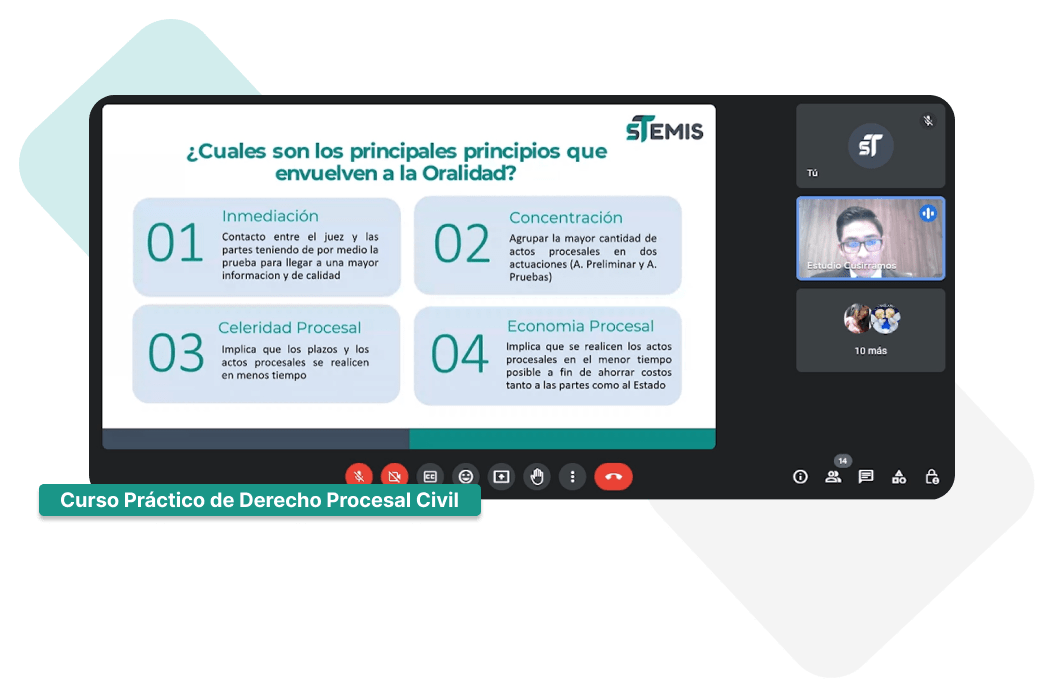 STEMIS
¿Cuales son los principales principios que
envuelven a la Oralidad?
01
Inmediación
Contacto entre el juez y las
partes teniendo de por medio la
prueba para llegar a una mayor
informacion y de calidad
02
Concentración
Agrupar la mayor cantidad de
actos procesales en dos
actuaciones (A. Preliminar y A.
Pruebas)
03
Celeridad Procesal
Implica que los plazos y los
actos procesales se realicen
en menos tiempo
04
Economia Procesal
Implica que se realicen los actos
procesales en el menor tiempo
posible a fin de ahorrar costos
tanto a las partes como al Estado
sT
Tú
Estudio Cusirramos
10 más
CC
14
Curso Práctico de Derecho Procesal Civil